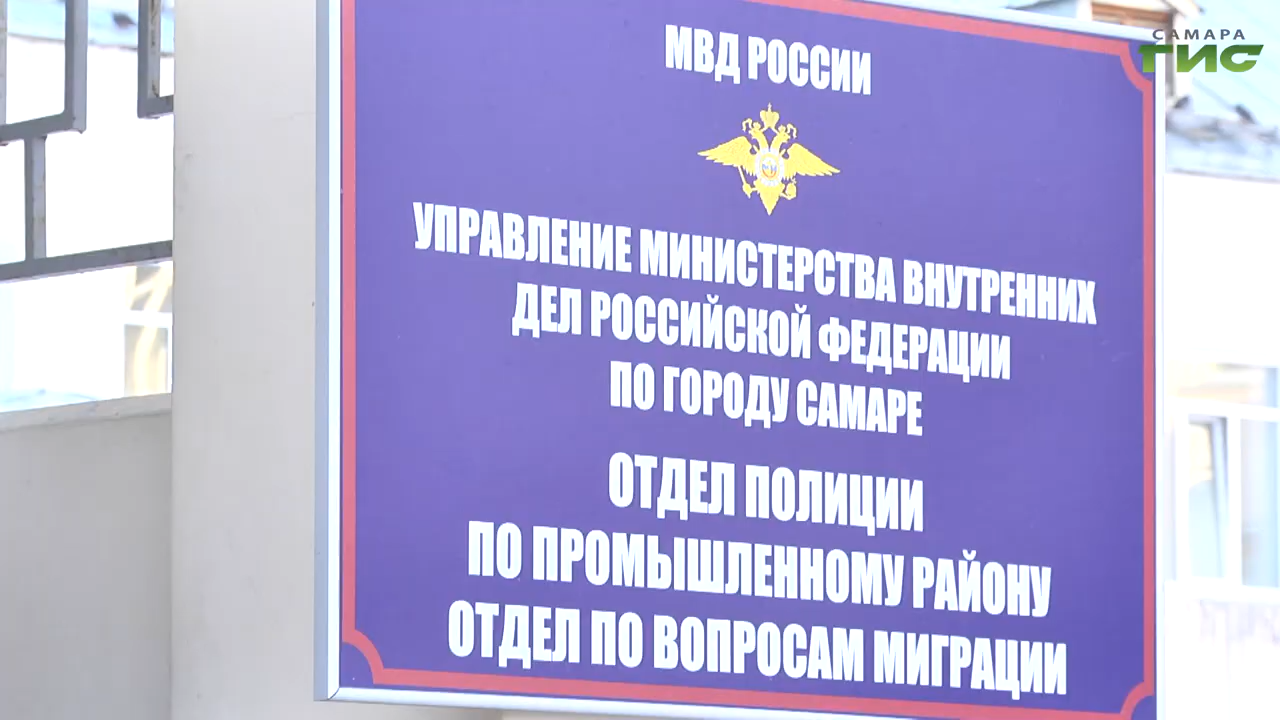 САМАРА
ГИС
МВД РОССИИ
УПРАВЛЕНИЕ МИНИСТЕРСТВА ВНУТРЕННИХ
ДЕЛ РОССИЙСКОЙ ФЕДЕРАЦИИ
ПО ГОРОДУ САМАРЕ
ОТДЕЛ ПОЛИЦИИ
ПО ПРОМЫШЛЕННОМУ РАЙОНУ
ОТДЕЛ ПО ВОПРОСАМ МИГРАЦИИ